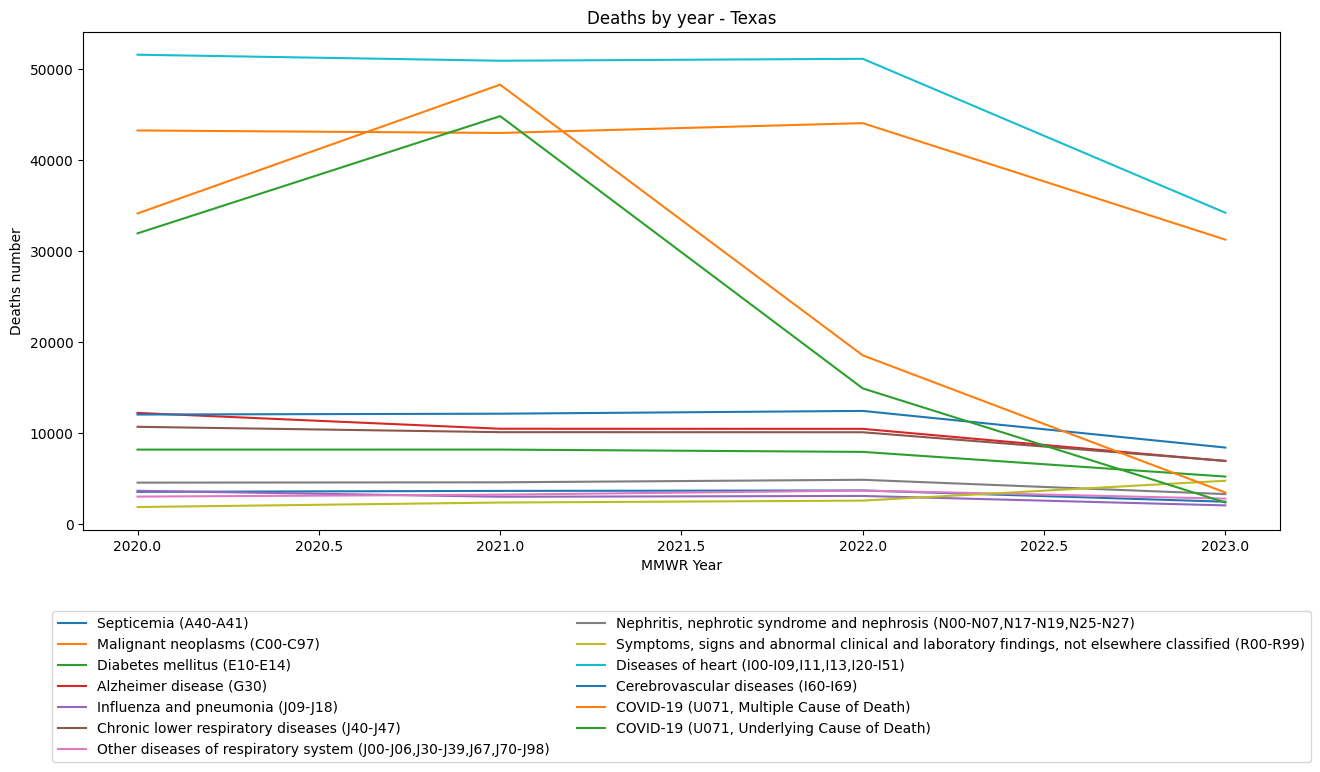 Deaths by year - Texas
Deaths number
50000
40000
30000
20000
10000
0
2020.0 2020.5 2021.0 2021.5 2022.0 2022.5 2023.0
MMWR Year
Septicemia (A40-A41)
Malignant neoplasms (C00-C97)
Diabetes mellitus (E10-E14)
Alzheimer disease (G30)
Influenza and pneumonia (J09-J18)
Chronic lower respiratory diseases (J40-J47)
Other diseases of respiratory system (J00-J06,J30-J39,J67,J70-J98)
Nephritis, nephrotic syndrome and nephrosis (N00-N07,N17-N19,N25-N27)
Symptoms, signs and abnormal clinical and laboratory findings, not elsewhere classified (R00-R99)
Diseases of heart (I00-I09,I11,I13,I20-I51)
Cerebrovascular diseases (I60-I69)
COVID-19 (U071, Multiple Cause of Death)
COVID-19 (U071, Underlying Cause of Death)